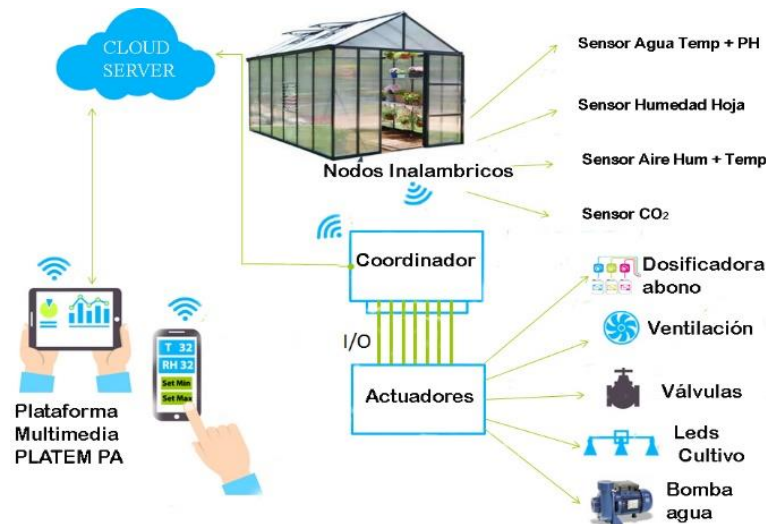 CLOUD
SERVER
Sensor Agua Temp + PH
Sensor Humedad Hoja
Sensor Aire Hum + Temp
Sensor CO₂
Nodos Inalambricos
Coordinador
I/O
Actuadores
Dosificadora
abono
Ventilación
Válvulas
Leds
Cultivo
Bomba
agua
T 32
RH 32
Set Min
Set Max
Plataforma
Multimedia
PLATEM PA